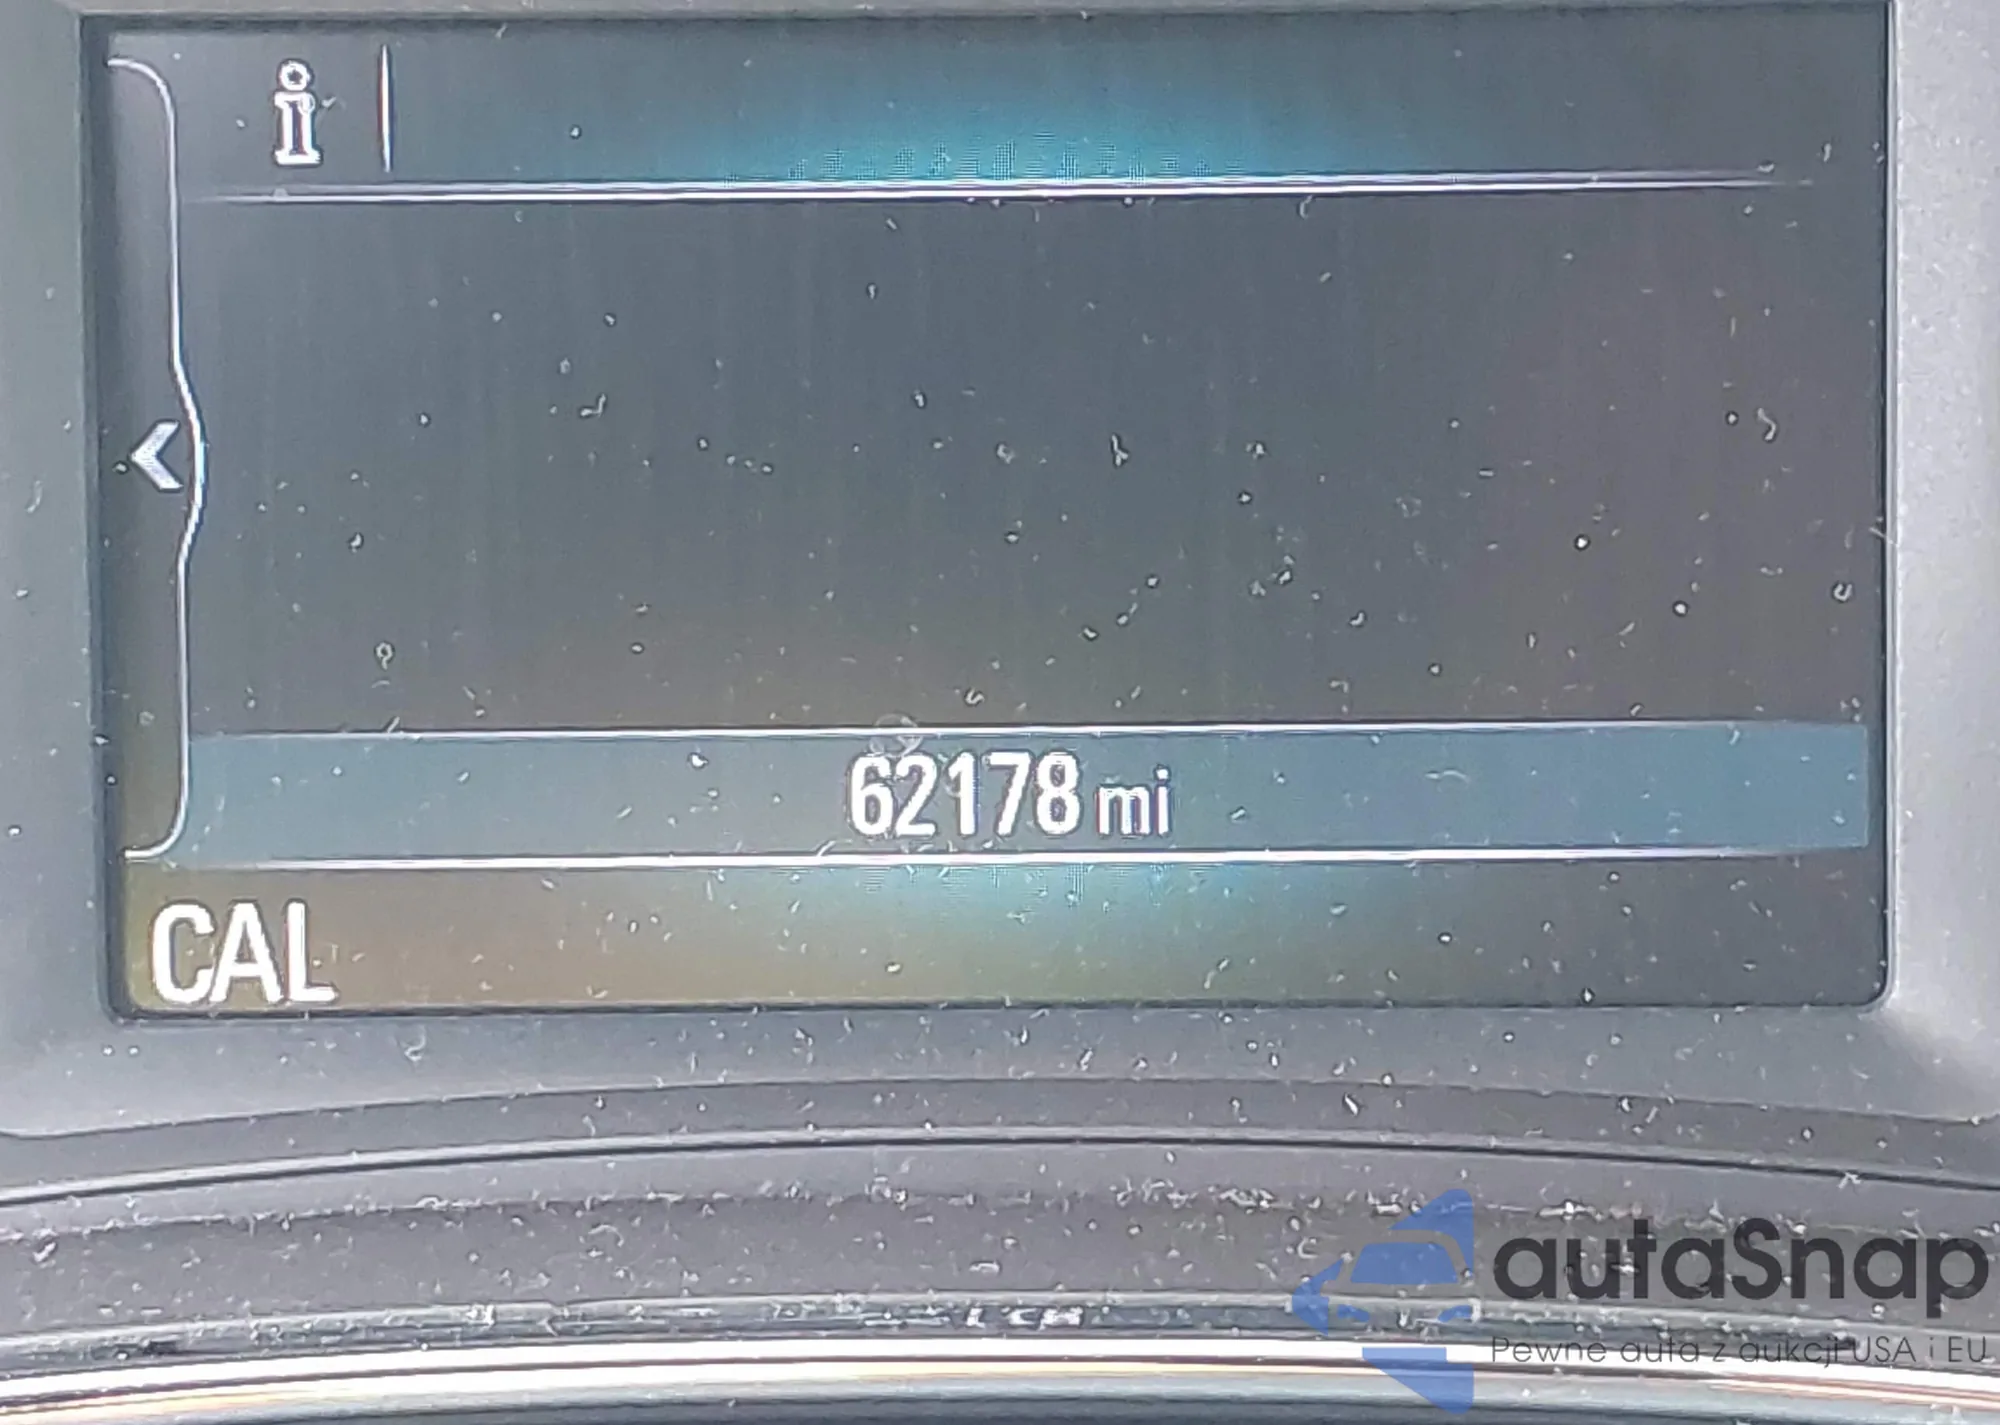 62178 mi
CAL
autaSnap
Pewne auta z aukcji USA i EU